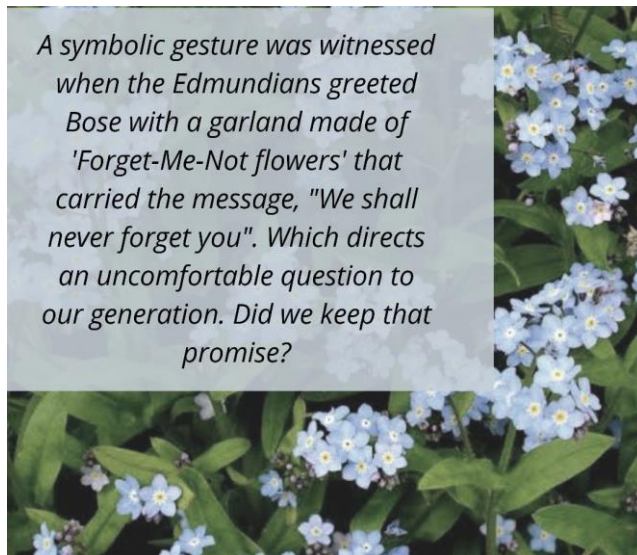 A symbolic gesture was witnessed
when the Edmundians greeted
Bose with a garland made of
'Forget-Me-Not flowers' that
carried the message, "We shall
never forget you". Which directs
an uncomfortable question to
our generation. Did we keep that
promise?